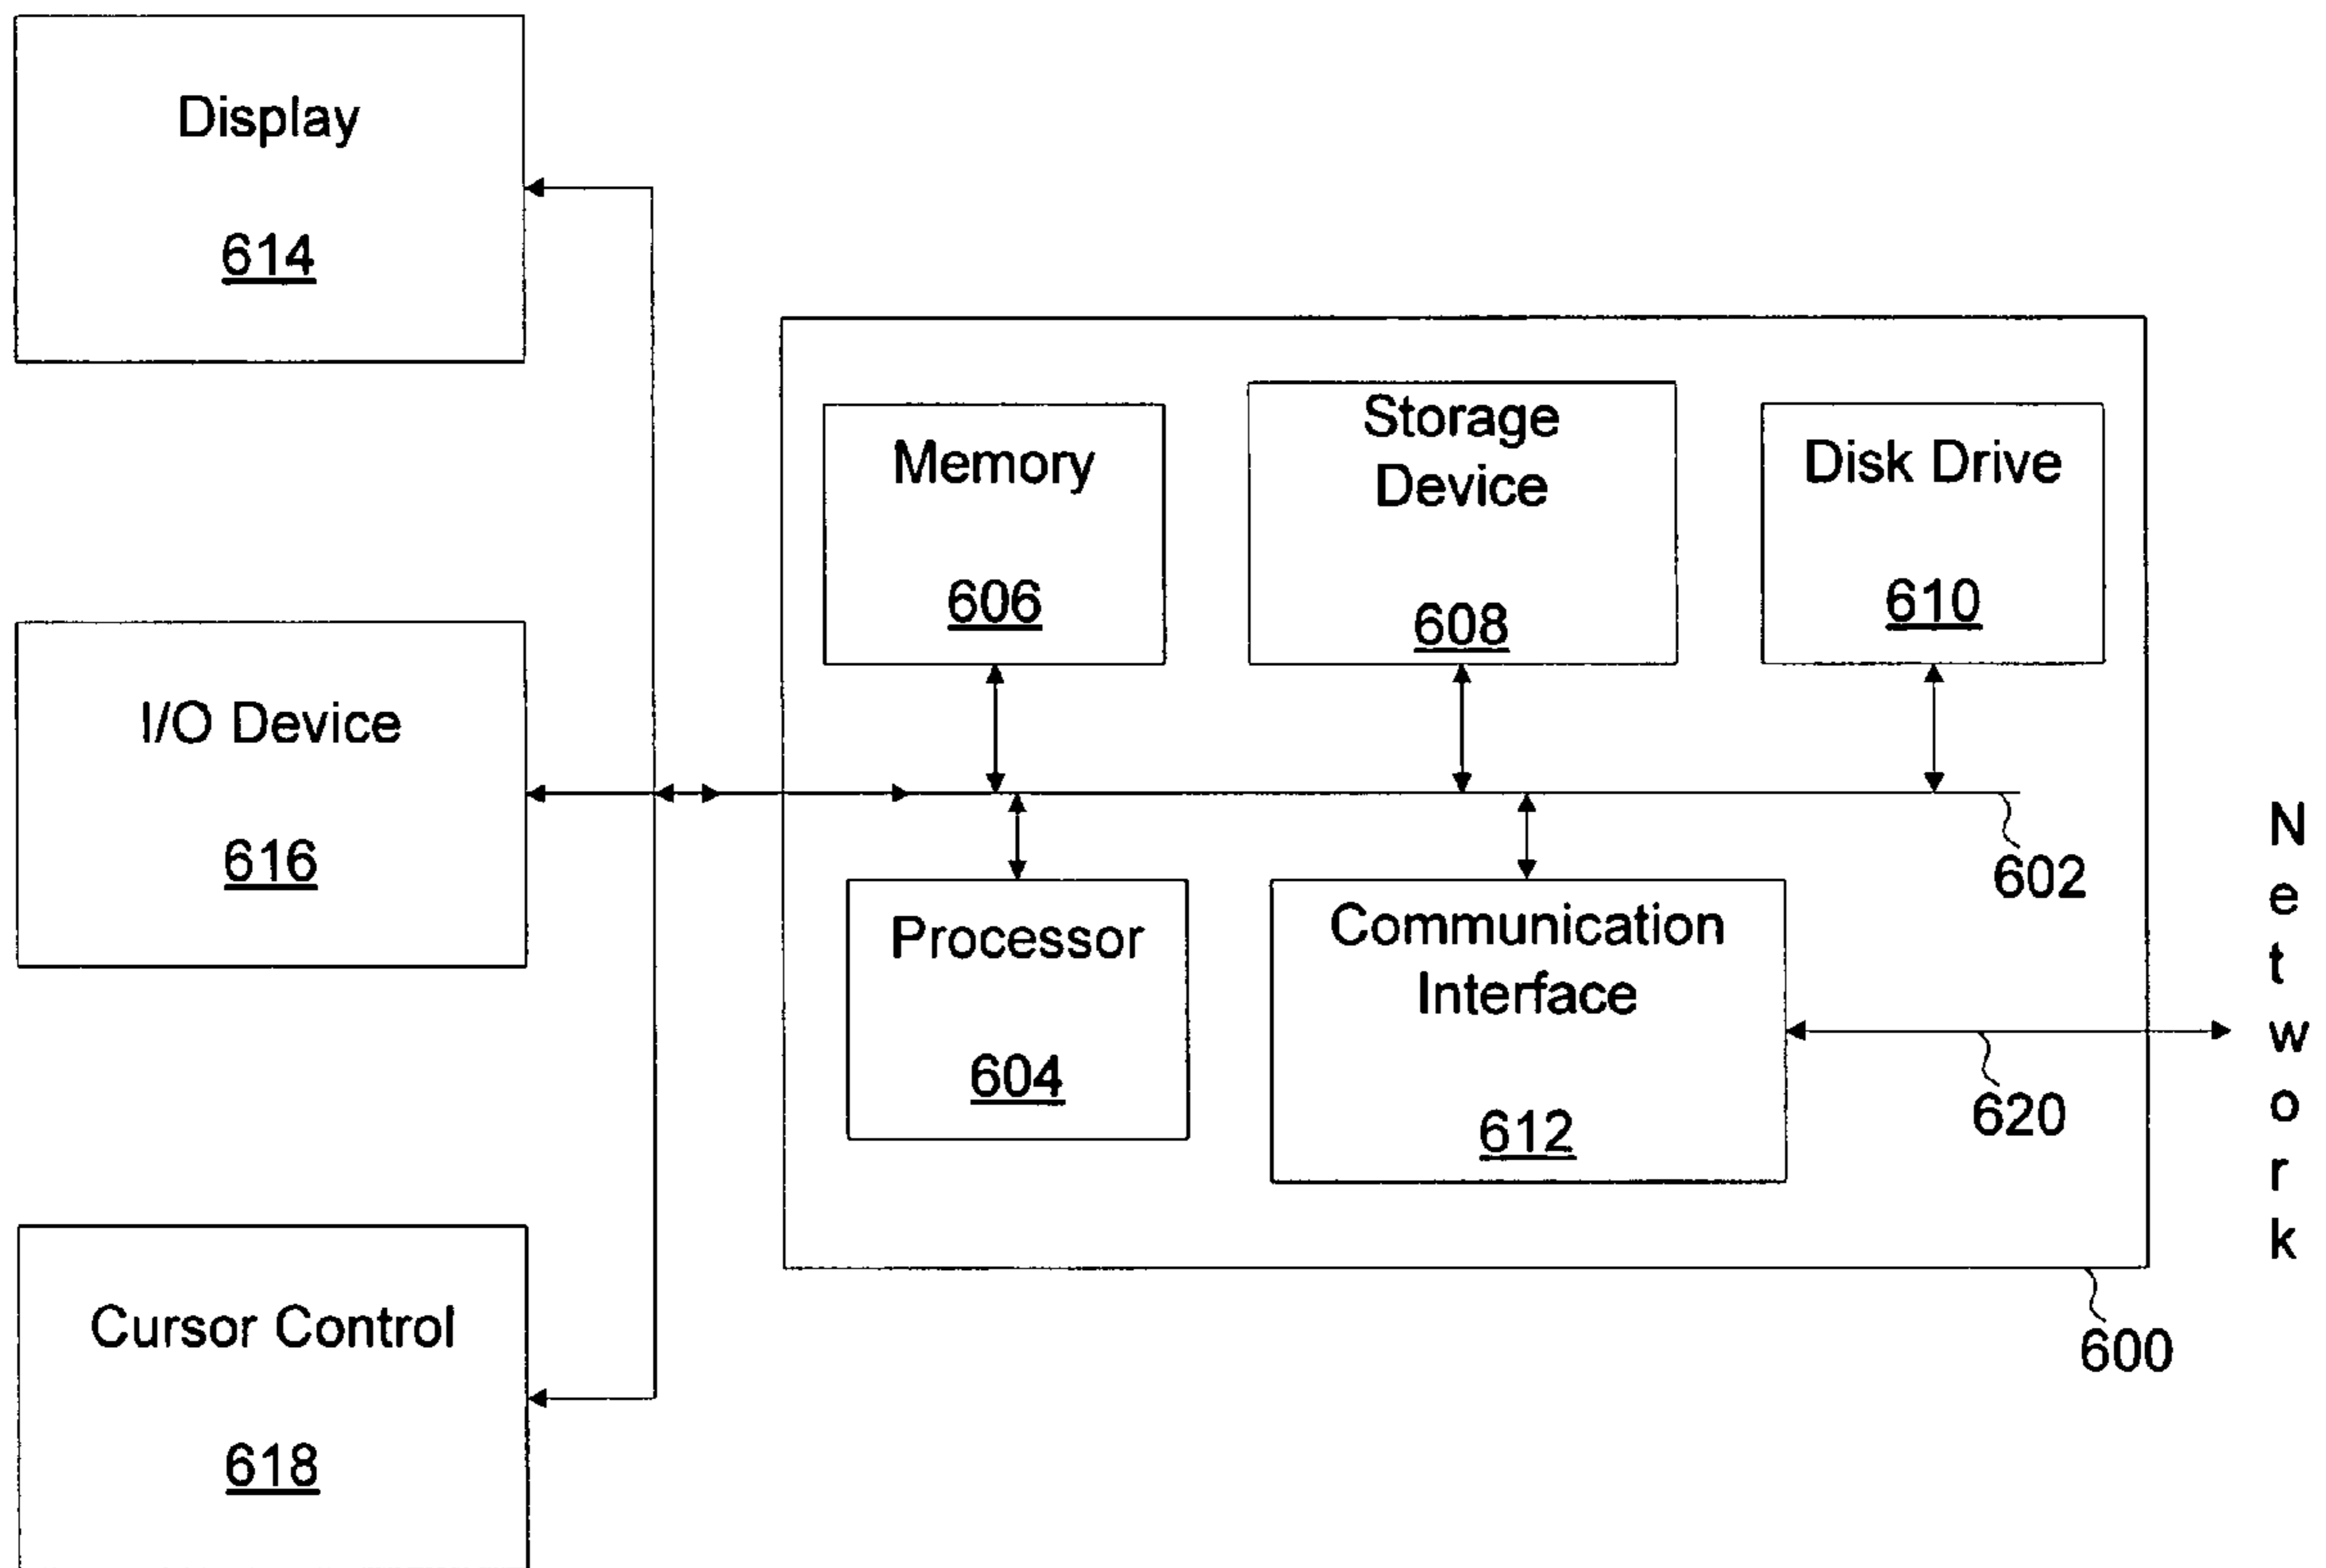 Display
614
I/O Device
616
Cursor Control
618
Memory
606
Storage
Device
608
Disk Drive
610
602
Processor
604
Communication
Interface
612
620
600
Network